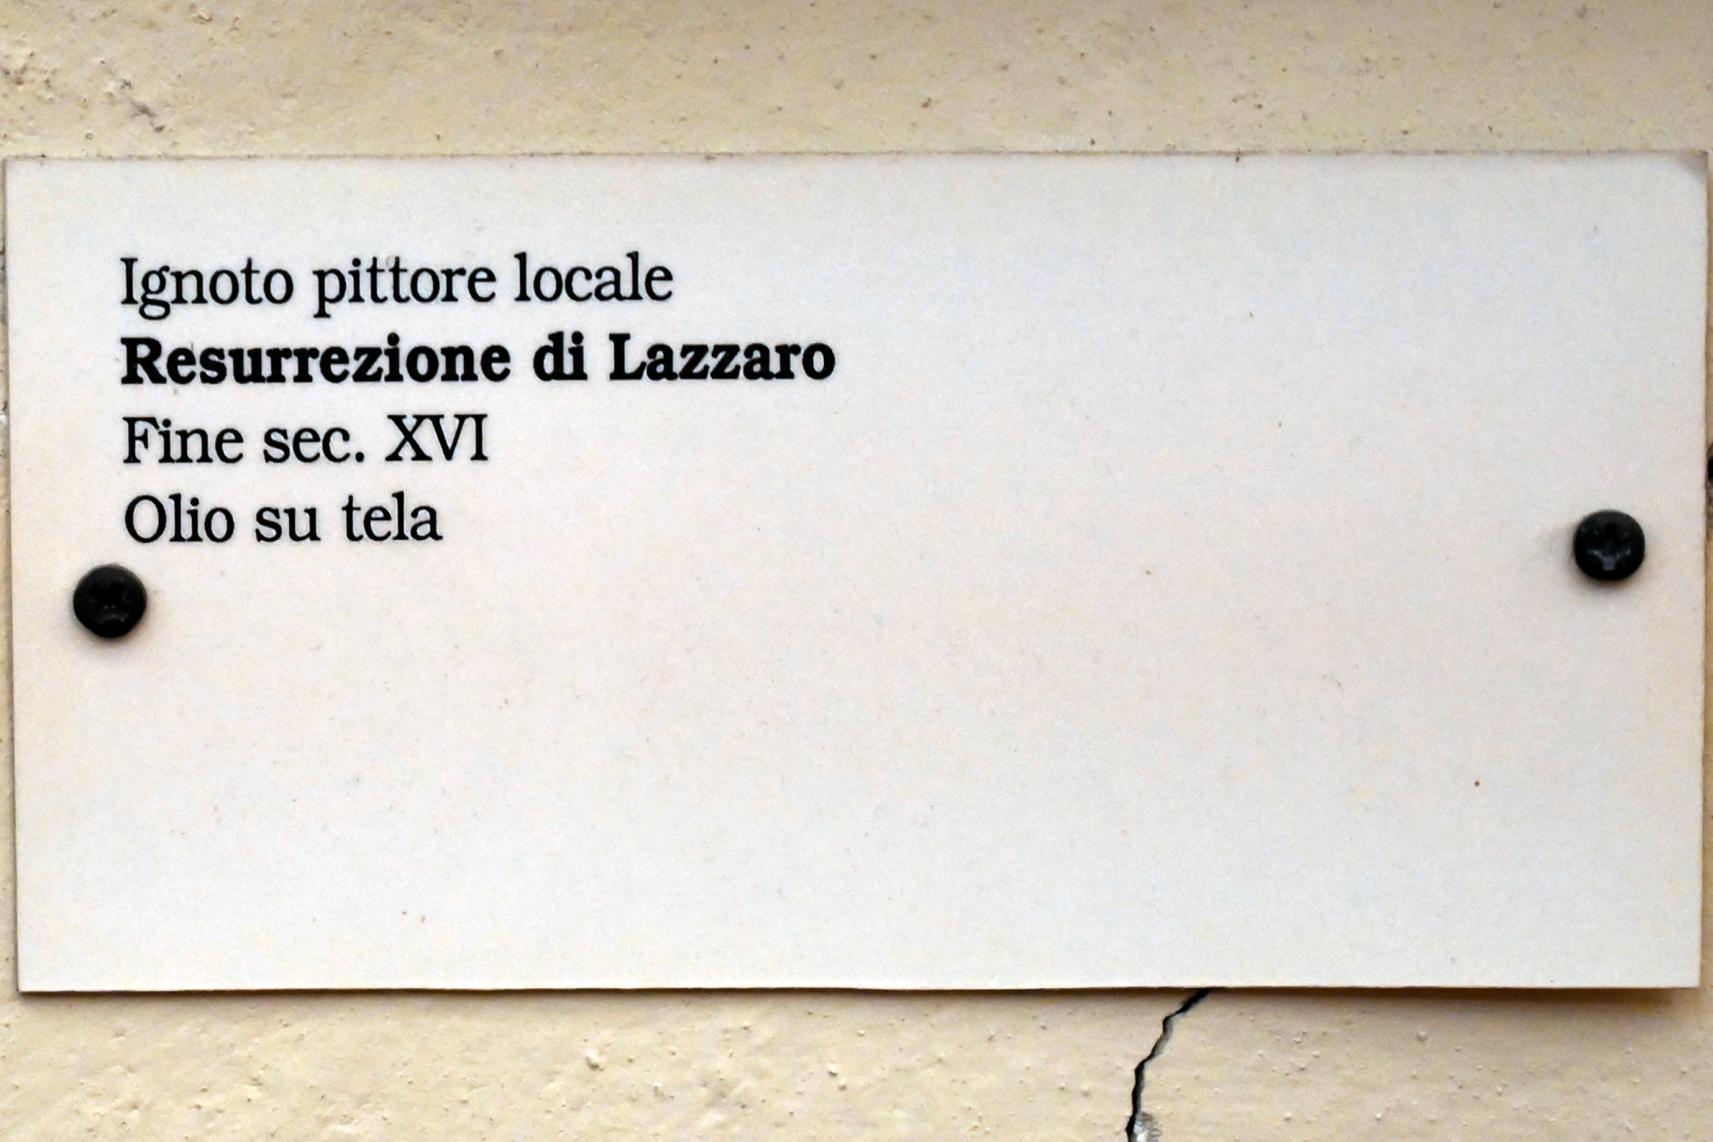 Ignoto pittore locale
Resurrezione di Lazzaro
Fine sec. XVI
Olio su tela